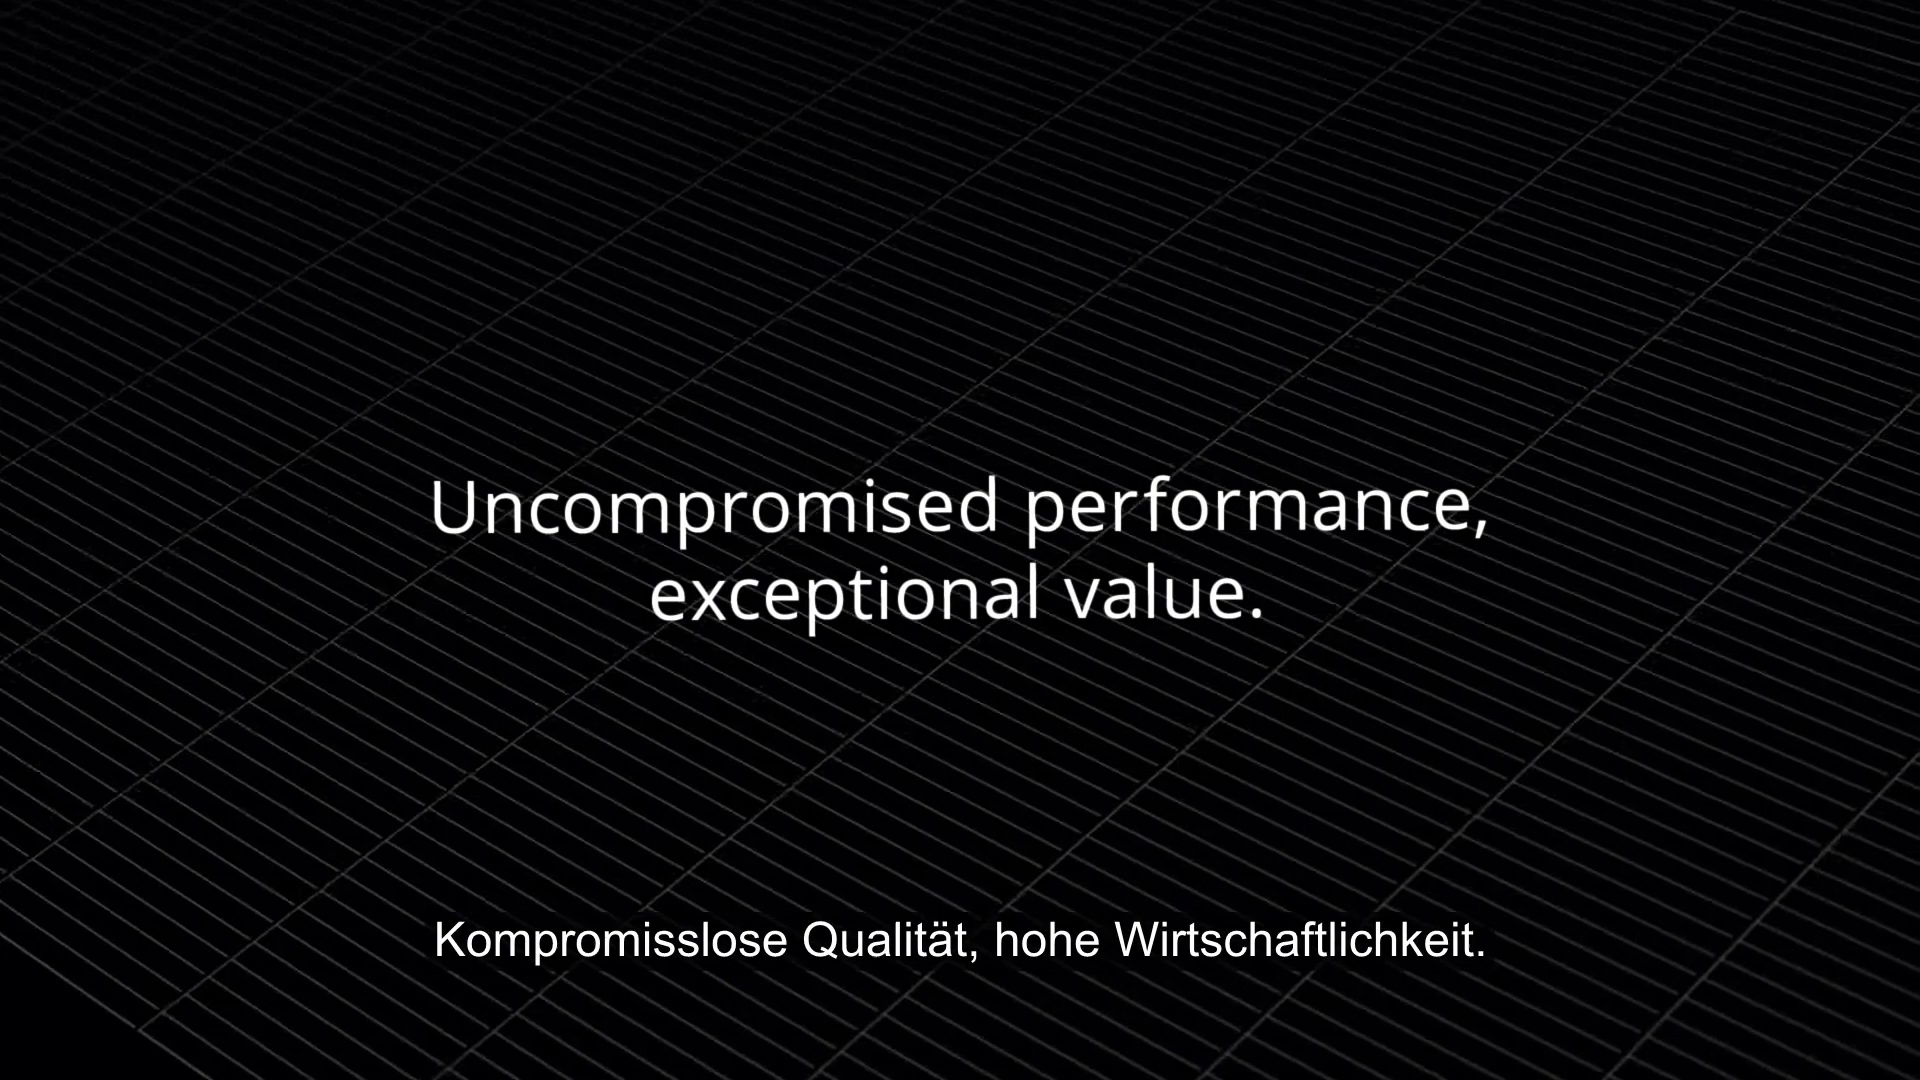 Uncompromised performance,
exceptional value.
Kompromisslose Qualität, hohe Wirtschaftlichkeit.